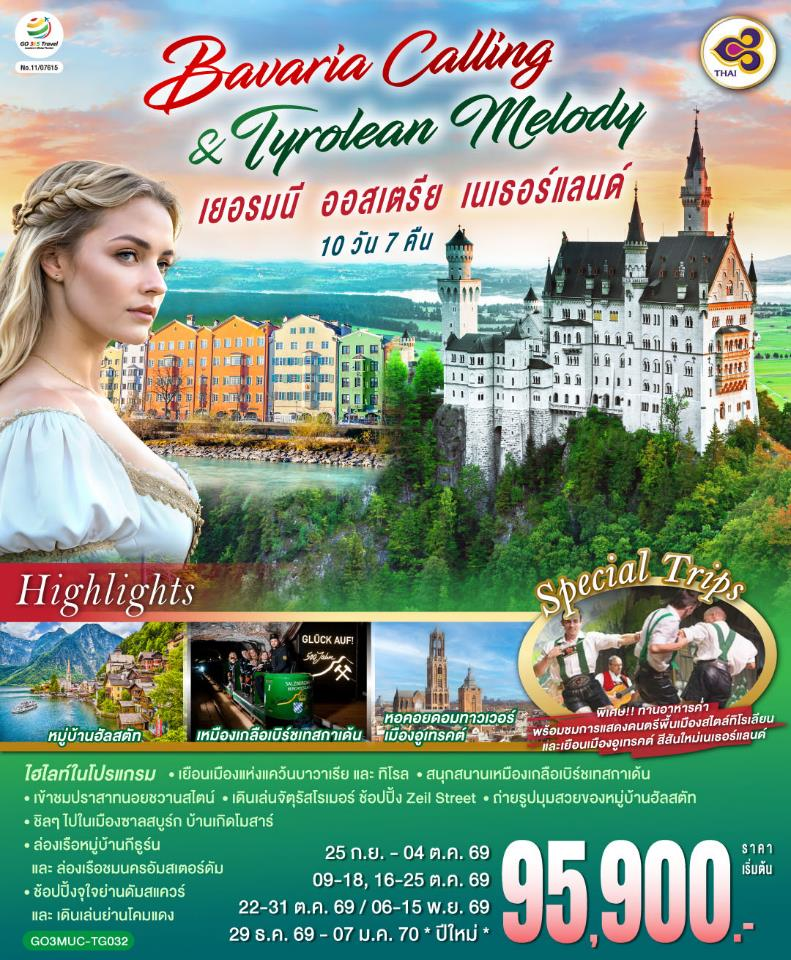 GO 365 Travel
No.11/07615
THAI
Bavaria Calling
& Tyrolean Melody
เยอรมนี ออสเตรีย เนเธอร์แลนด์
10 วัน 7 คืน
Highlights
Special Trips
GLÜCK AUF!
500 Jahre
หมู่บ้านฮัลสตัท
เหมืองเกลือเบิร์ชเทสกาเด้น
หอคอยดอมทาวเวอร์
เมืองอูเทรคต์
พิเศษ!! ทานอาหารค่ำ
พร้อมชมการแสดงดนตรีพื้นเมืองสไตล์ทิโรเลียน
และเยือนเมืองอูเทรคต์ สีสันใหม่เนเธอร์แลนด์
ไฮไลท์ในโปรแกรม • เยือนเมืองแห่งแคว้นบาวาเรีย และ ทิโรล • สนุกสนานเหมืองเกลือเบิร์ชเทสกาเด้น
• เข้าชมปราสาทนอยชวานสไตน์ • เดินเล่นจัตุรัสโรเมอร์ ช้อปปิ้ง Zeil Street • ถ่ายรูปมุมสวยของหมู่บ้านฮัลสตัท
• ชิลๆ ไปในเมืองซาลสบูร์ก บ้านเกิดโมสาร์
• ล่องเรือหมู่บ้านกีธูร์น
และ ล่องเรือชมนครอัมสเตอร์ดัม
• ช้อปปิ้งจุใจย่านดัมสแควร์
และ เดินเล่นย่านโคมแดง
25 ก.ย. - 04 ต.ค. 69
09-18, 16-25 ต.ค. 69
22-31 ต.ค. 69 / 06-15 พ.ย. 69
29 ธ.ค. 69 - 07 ม.ค. 70 * ปีใหม่ *
ราคา
เริ่มต้น
95,900.-
GO3MUC-TG032